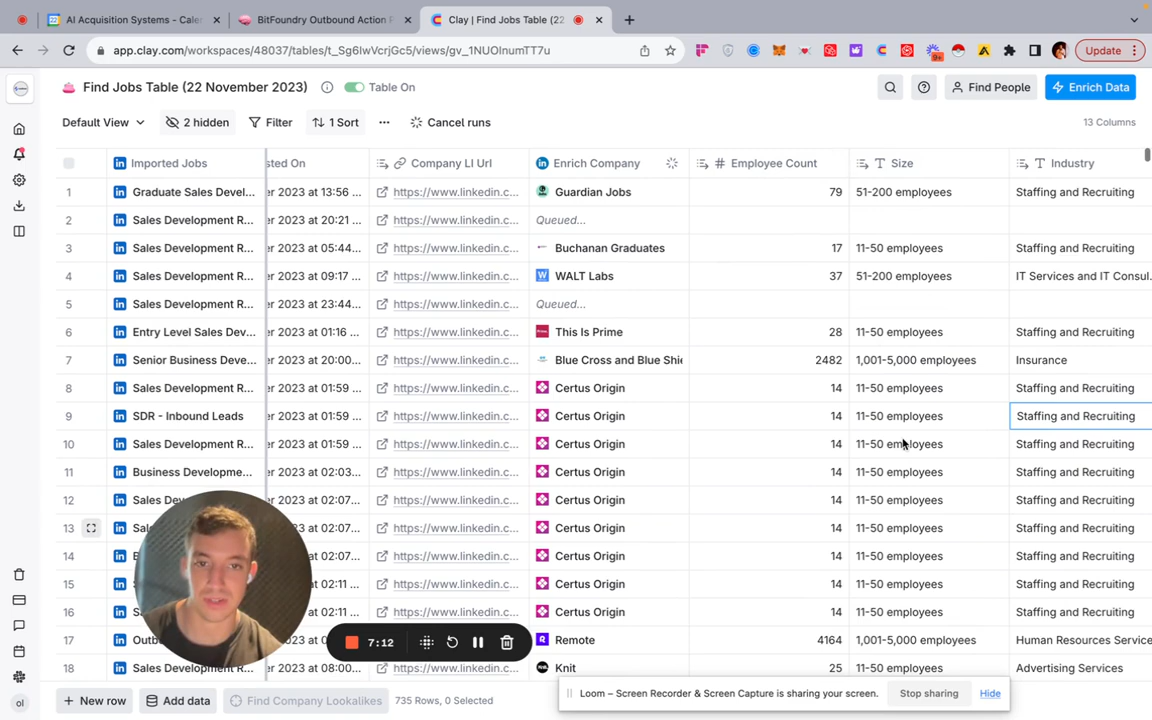 AI Acquisition Systems - Caler
BitFoundry Outbound Action P
Clay | Find Jobs Table (22
app.clay.com/workspaces/48037/tables/t_Sg6IwVcrjGc5/views/gv_1NUOlnumTT7u
9+
Update
Find Jobs Table (22 November 2023)
Table On
Find People
Enrich Data
Default View
2 hidden
Filter
1 Sort
Cancel runs
13 Columns
Imported Jobs sted On Company LI Url Enrich Company # Employee Count Size Industry
1 Graduate Sales Devel... er 2023 at 13:56 ... https://www.linkedin.c... Guardian Jobs 79 51-200 employees Staffing and Recruiting
2 Sales Development R... er 2023 at 20:21 ... https://www.linkedin.c... Queued...
3 Sales Development R... er 2023 at 05:44... https://www.linkedin.c... Buchanan Graduates 17 11-50 employees Staffing and Recruiting
4 Sales Development R... er 2023 at 09:17 ... https://www.linkedin.c... WALT Labs 37 51-200 employees IT Services and IT Consul...
5 Sales Development R... er 2023 at 23:44... https://www.linkedin.c... Queued...
6 Entry Level Sales Dev... er 2023 at 01:16 ... https://www.linkedin.c... This Is Prime 28 11-50 employees Staffing and Recruiting
7 Senior Business Deve... er 2023 at 20:00... https://www.linkedin.c... Blue Cross and Blue Shie 2482 1,001-5,000 employees Insurance
8 Sales Development R... er 2023 at 01:59 ... https://www.linkedin.c... Certus Origin 14 11-50 employees Staffing and Recruiting
9 SDR - Inbound Leads er 2023 at 01:59 ... https://www.linkedin.c... Certus Origin 14 11-50 employees Staffing and Recruiting
10 Sales Development R... er 2023 at 01:59 ... https://www.linkedin.c... Certus Origin 14 11-50 employees Staffing and Recruiting
11 Business Developme... er 2023 at 02:03... https://www.linkedin.c... Certus Origin 14 11-50 employees Staffing and Recruiting
12 Sales De er 2023 at 02:07... https://www.linkedin.c... Certus Origin 14 11-50 employees Staffing and Recruiting
13 Sal er 2023 at 02:07... https://www.linkedin.c... Certus Origin 14 11-50 employees Staffing and Recruiting
14 B er 2023 at 02:07... https://www.linkedin.c... Certus Origin 14 11-50 employees Staffing and Recruiting
15 S 2023 at 02:11 ... https://www.linkedin.c... Certus Origin 14 11-50 employees Staffing and Recruiting
16 S 2023 at 02:11 ... https://www.linkedin.c... Certus Origin 14 11-50 employees Staffing and Recruiting
17 Outb Remote 4164 1,001-5,000 employees Human Resources Service
18 Sales Development R... er 2023 at 08:00... https://www.linkedin.c... Knit 25 11-50 employees Advertising Services
7:12
Loom – Screen Recorder & Screen Capture is sharing your screen.
Stop sharing
Hide
ol
New row
Add data
Find Company Lookalikes
735 Rows, 0 Selected